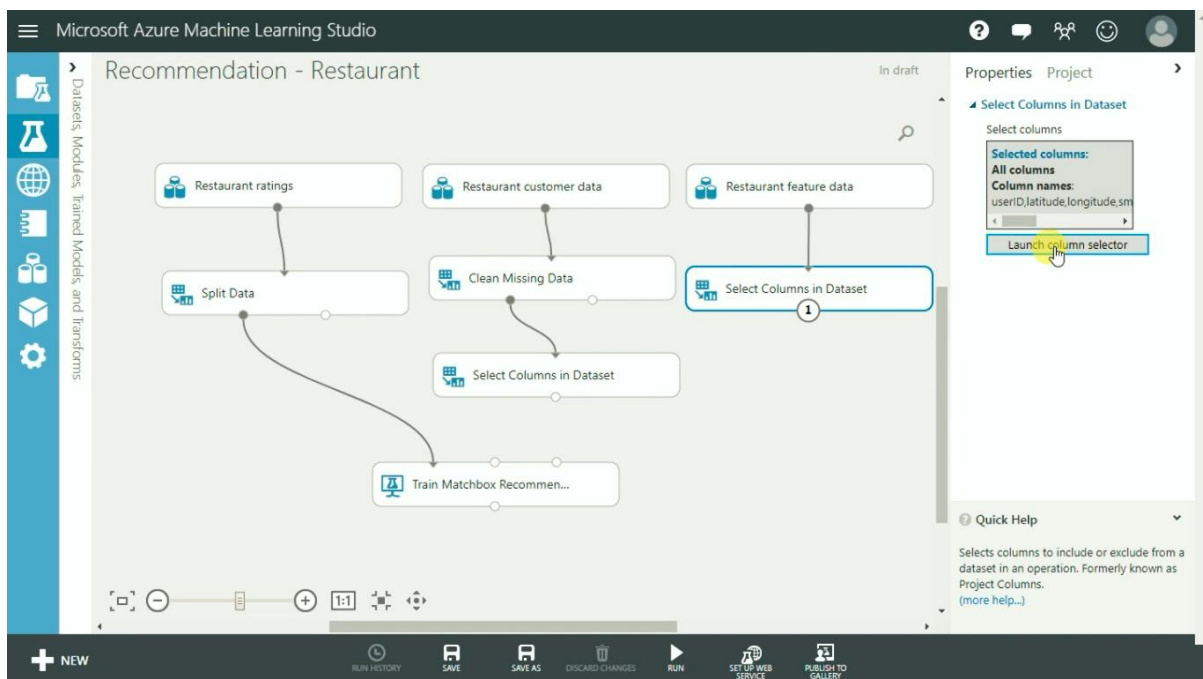 Microsoft Azure Machine Learning Studio
Datasets, Modules, Trained Models, and Transforms
Recommendation - Restaurant
In draft
Restaurant ratings
Restaurant customer data
Restaurant feature data
Split Data
Clean Missing Data
Select Columns in Dataset
1
Select Columns in Dataset
Train Matchbox Recommen...
1:1
Properties Project
Select Columns in Dataset
Select columns
Selected columns:
All columns
Column names:
userID,latitude,longitude,sm
Launch column selector
Quick Help
Selects columns to include or exclude from a
dataset in an operation. Formerly known as
Project Columns.
(more help...)
NEW
RUN HISTORY
SAVE
SAVE AS
DISCARD CHANGES
RUN
SET UP WEB
SERVICE
PUBLISH TO
GALLERY